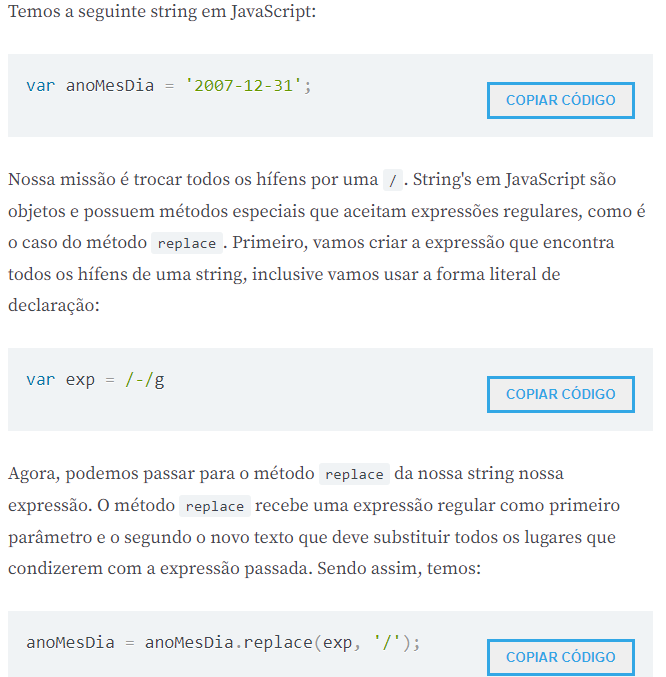 Temos a seguinte string em JavaScript:
var anoMesDia = '2007-12-31';
COPIAR CÓDIGO
Nossa missão é trocar todos os hífens por uma / . String's em JavaScript são
objetos e possuem métodos especiais que aceitam expressões regulares, como é
o caso do método replace . Primeiro, vamos criar a expressão que encontra
todos os hífens de uma string, inclusive vamos usar a forma literal de
declaração:
var exp = /-/g
COPIAR CÓDIGO
Agora, podemos passar para o método replace da nossa string nossa
expressão. O método replace recebe uma expressão regular como primeiro
parâmetro e o segundo o novo texto que deve substituir todos os lugares que
condizerem com a expressão passada. Sendo assim, temos:
anoMesDia = anoMesDia.replace(exp, '/');
COPIAR CÓDIGO